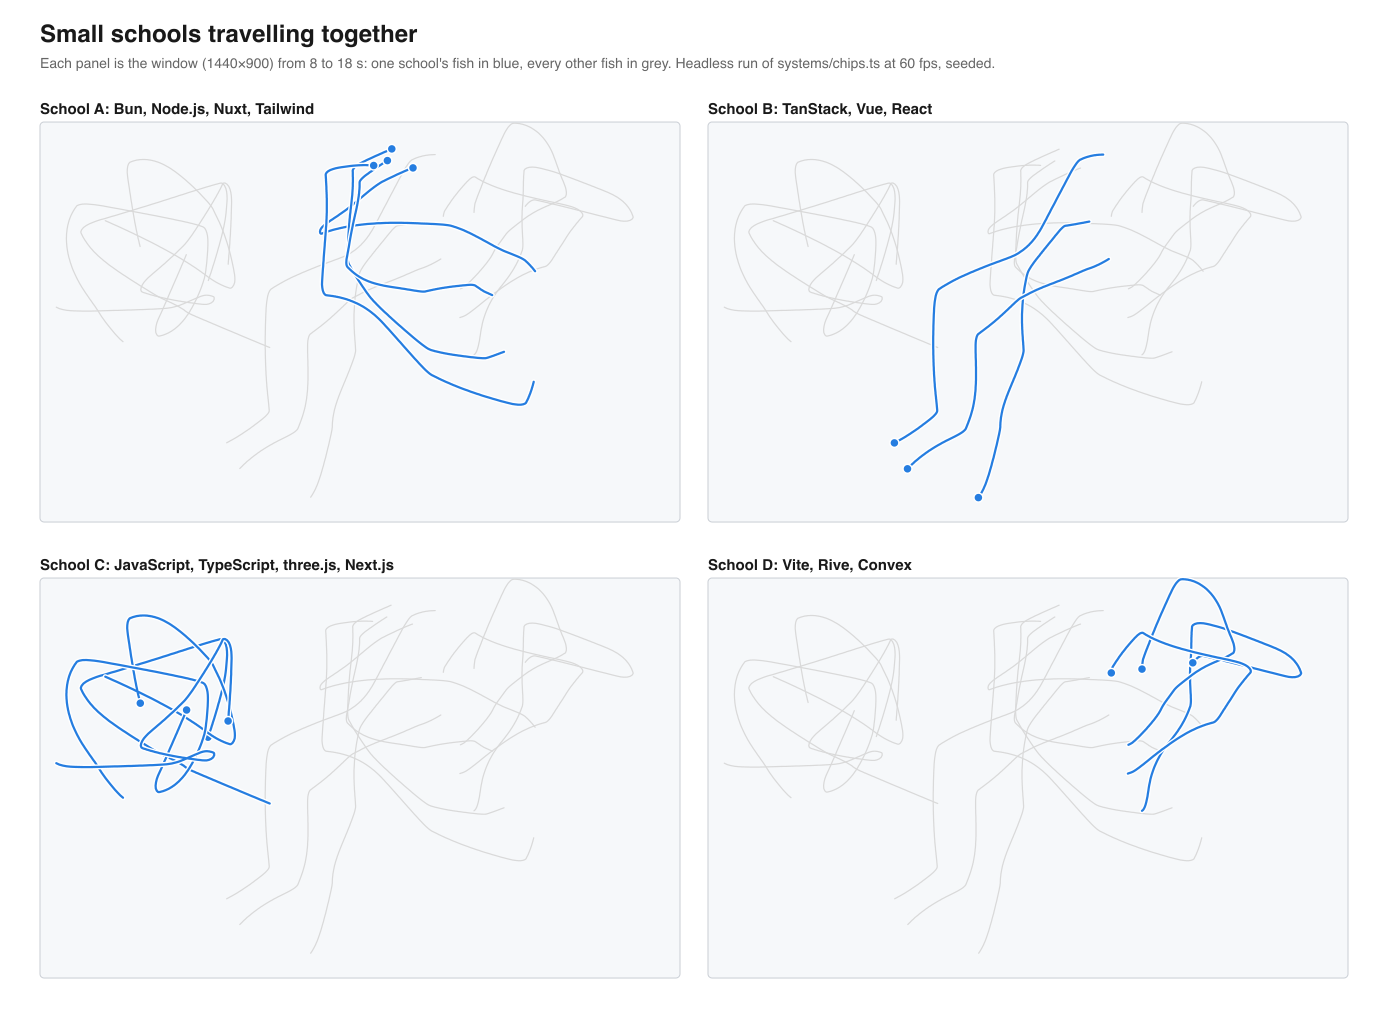 Small schools travelling together
Each panel is the window (1440×900) from 8 to 18 s: one school's fish in blue, every other fish in grey. Headless run of systems/chips.ts at 60 fps, seeded.
School A: Bun, Node.js, Nuxt, Tailwind
School B: TanStack, Vue, React
School C: JavaScript, TypeScript, three.js, Next.js
School D: Vite, Rive, Convex